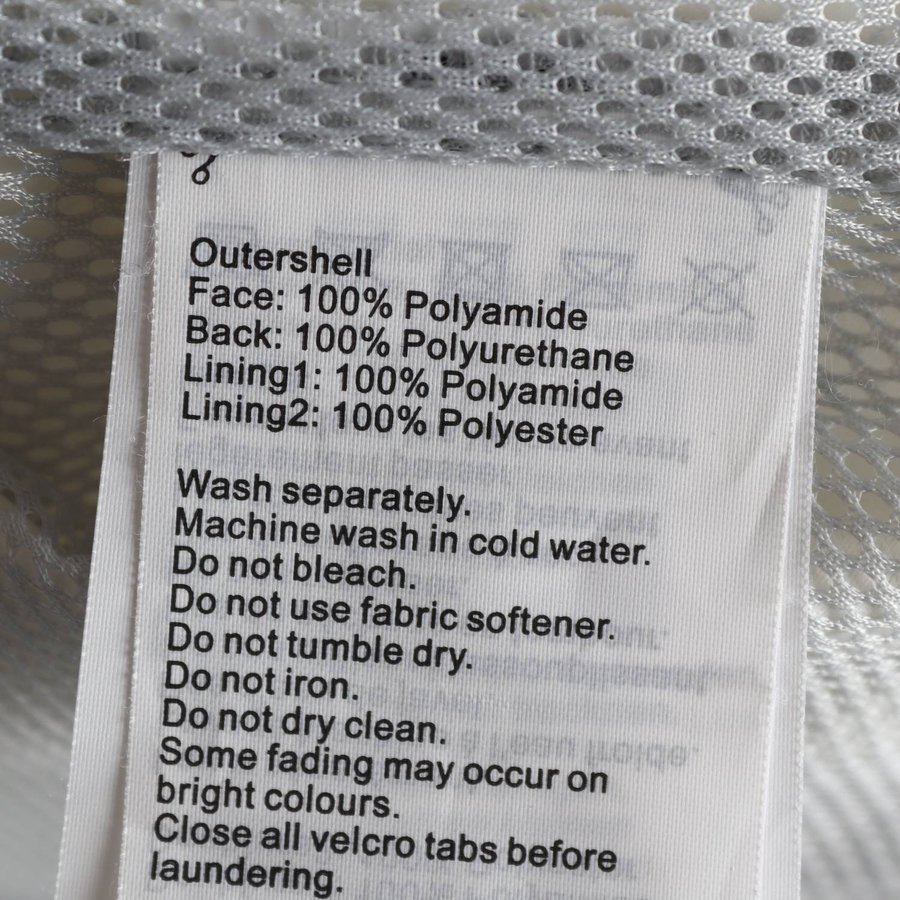 Outershell
Face: 100% Polyamide
Back: 100% Polyurethane
Lining1: 100% Polyamide
Lining2: 100% Polyester
Wash separately.
Machine wash in cold water.
Do not bleach.
Do not use fabric softener.
Do not tumble dry.
Do not iron.
Do not dry clean.
Some fading may occur on
bright colours.
Close all velcro tabs before
laundering.